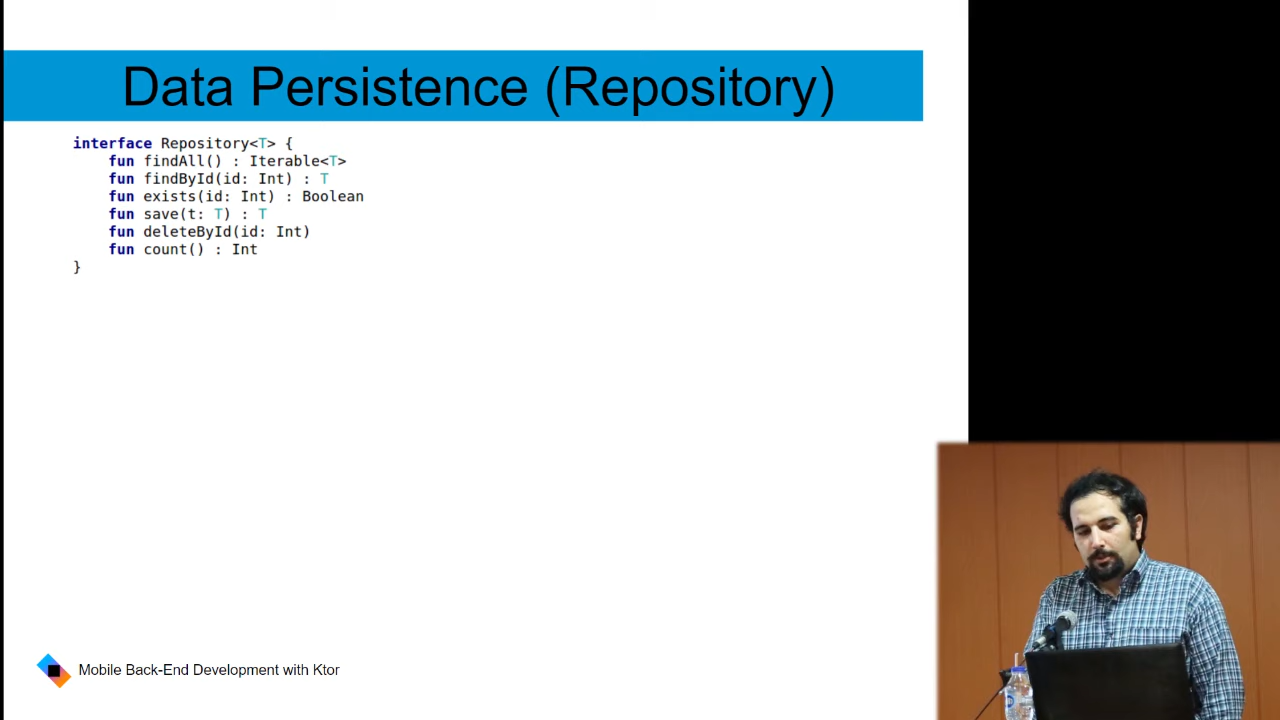 Data Persistence (Repository)
interface Repository<T> {
    fun findAll() : Iterable<T>
    fun findById(id: Int) : T
    fun exists(id: Int) : Boolean
    fun save(t: T) : T
    fun deleteById(id: Int)
    fun count() : Int
}
Mobile Back-End Development with Ktor